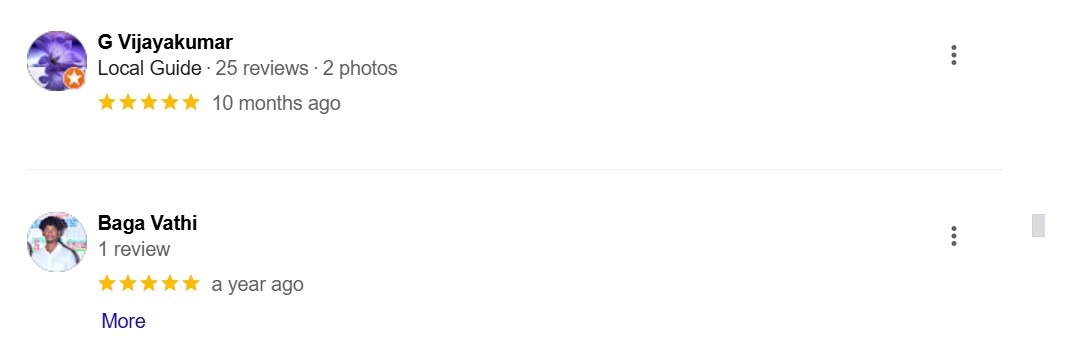 G Vijayakumar
Local Guide · 25 reviews · 2 photos
10 months ago
Baga Vathi
1 review
a year ago
More